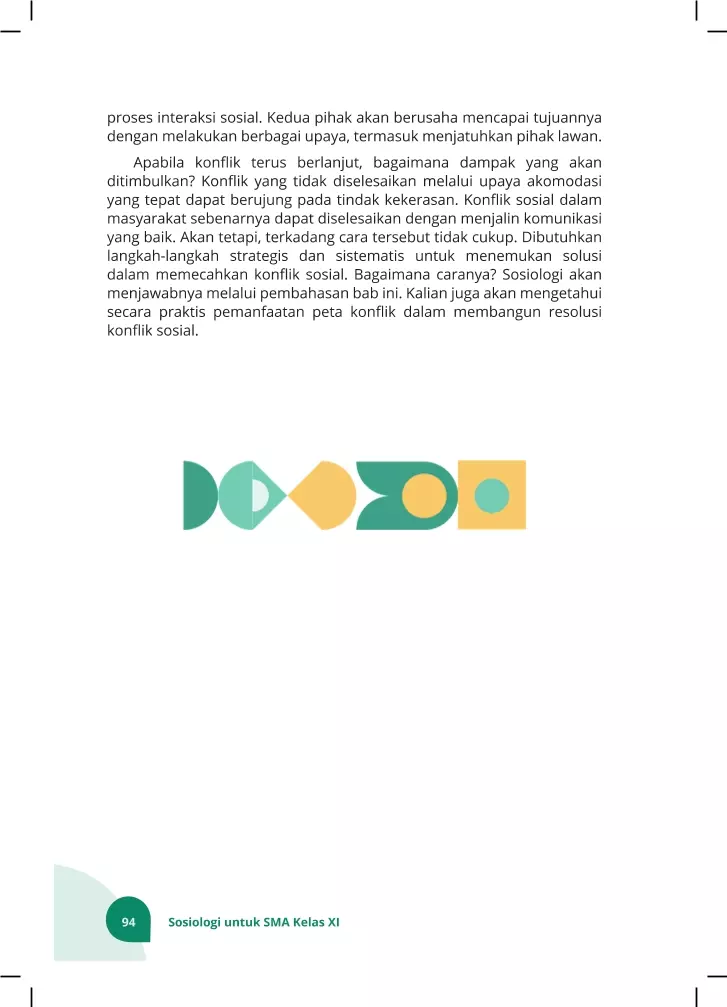 proses interaksi sosial. Kedua pihak akan berusaha mencapai tujuannya
dengan melakukan berbagai upaya, termasuk menjatuhkan pihak lawan.
Apabila konflik terus berlanjut, bagaimana dampak yang akan
ditimbulkan? Konflik yang tidak diselesaikan melalui upaya akomodasi
yang tepat dapat berujung pada tindak kekerasan. Konflik sosial dalam
masyarakat sebenarnya dapat diselesaikan dengan menjalin komunikasi
yang baik. Akan tetapi, terkadang cara tersebut tidak cukup. Dibutuhkan
langkah-langkah strategis dan sistematis untuk menemukan solusi
dalam memecahkan konflik sosial. Bagaimana caranya? Sosiologi akan
menjawabnya melalui pembahasan bab ini. Kalian juga akan mengetahui
secara praktis pemanfaatan peta konflik dalam membangun resolusi
konflik sosial.
94 Sosiologi untuk SMA Kelas XI